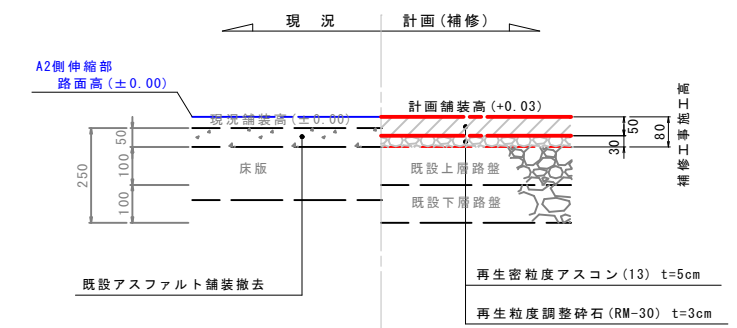 現 況
計画(補修)
A2側伸縮部
路面高(±0.00)
現況舗装高(±0.00)
計画舗装高(+0.03)
250
50
100
100
床版
既設上層路盤
既設下層路盤
50
30
80
補修工事施工高
既設アスファルト舗装撤去
再生密粒度アスコン(13) t=5cm
再生粒度調整砕石(RM-30) t=3cm